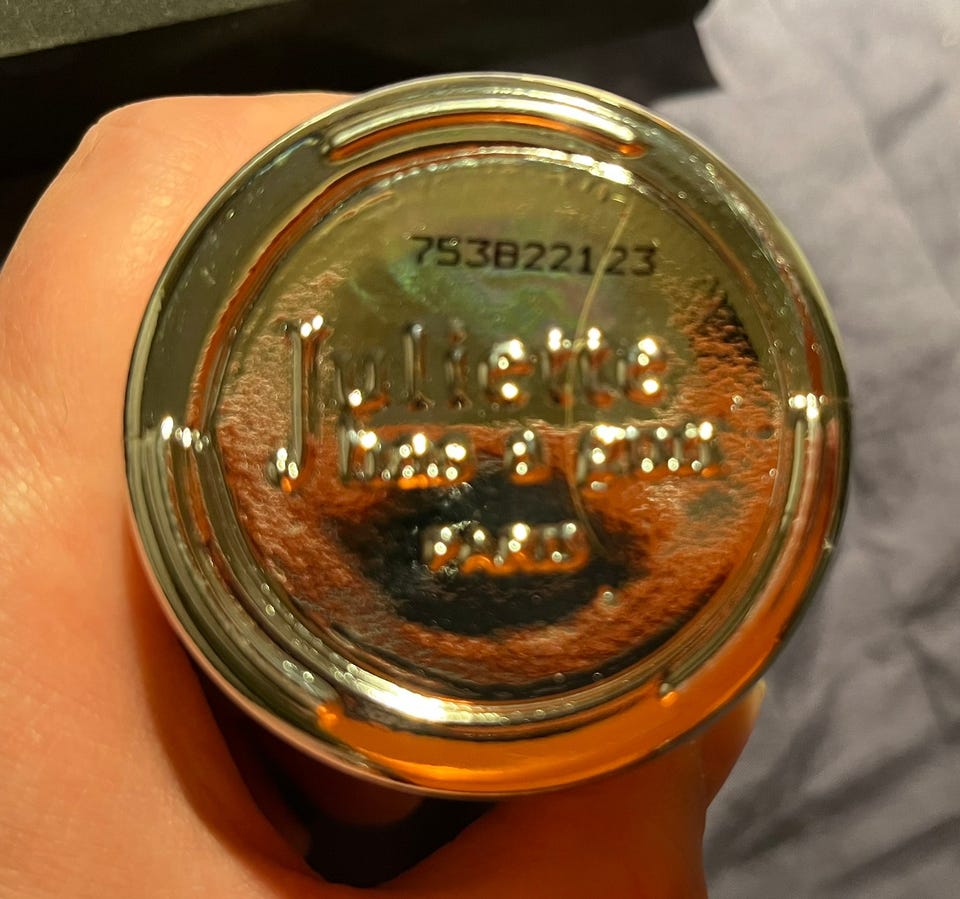 753B22123
Juliette
has a gun
PARIS